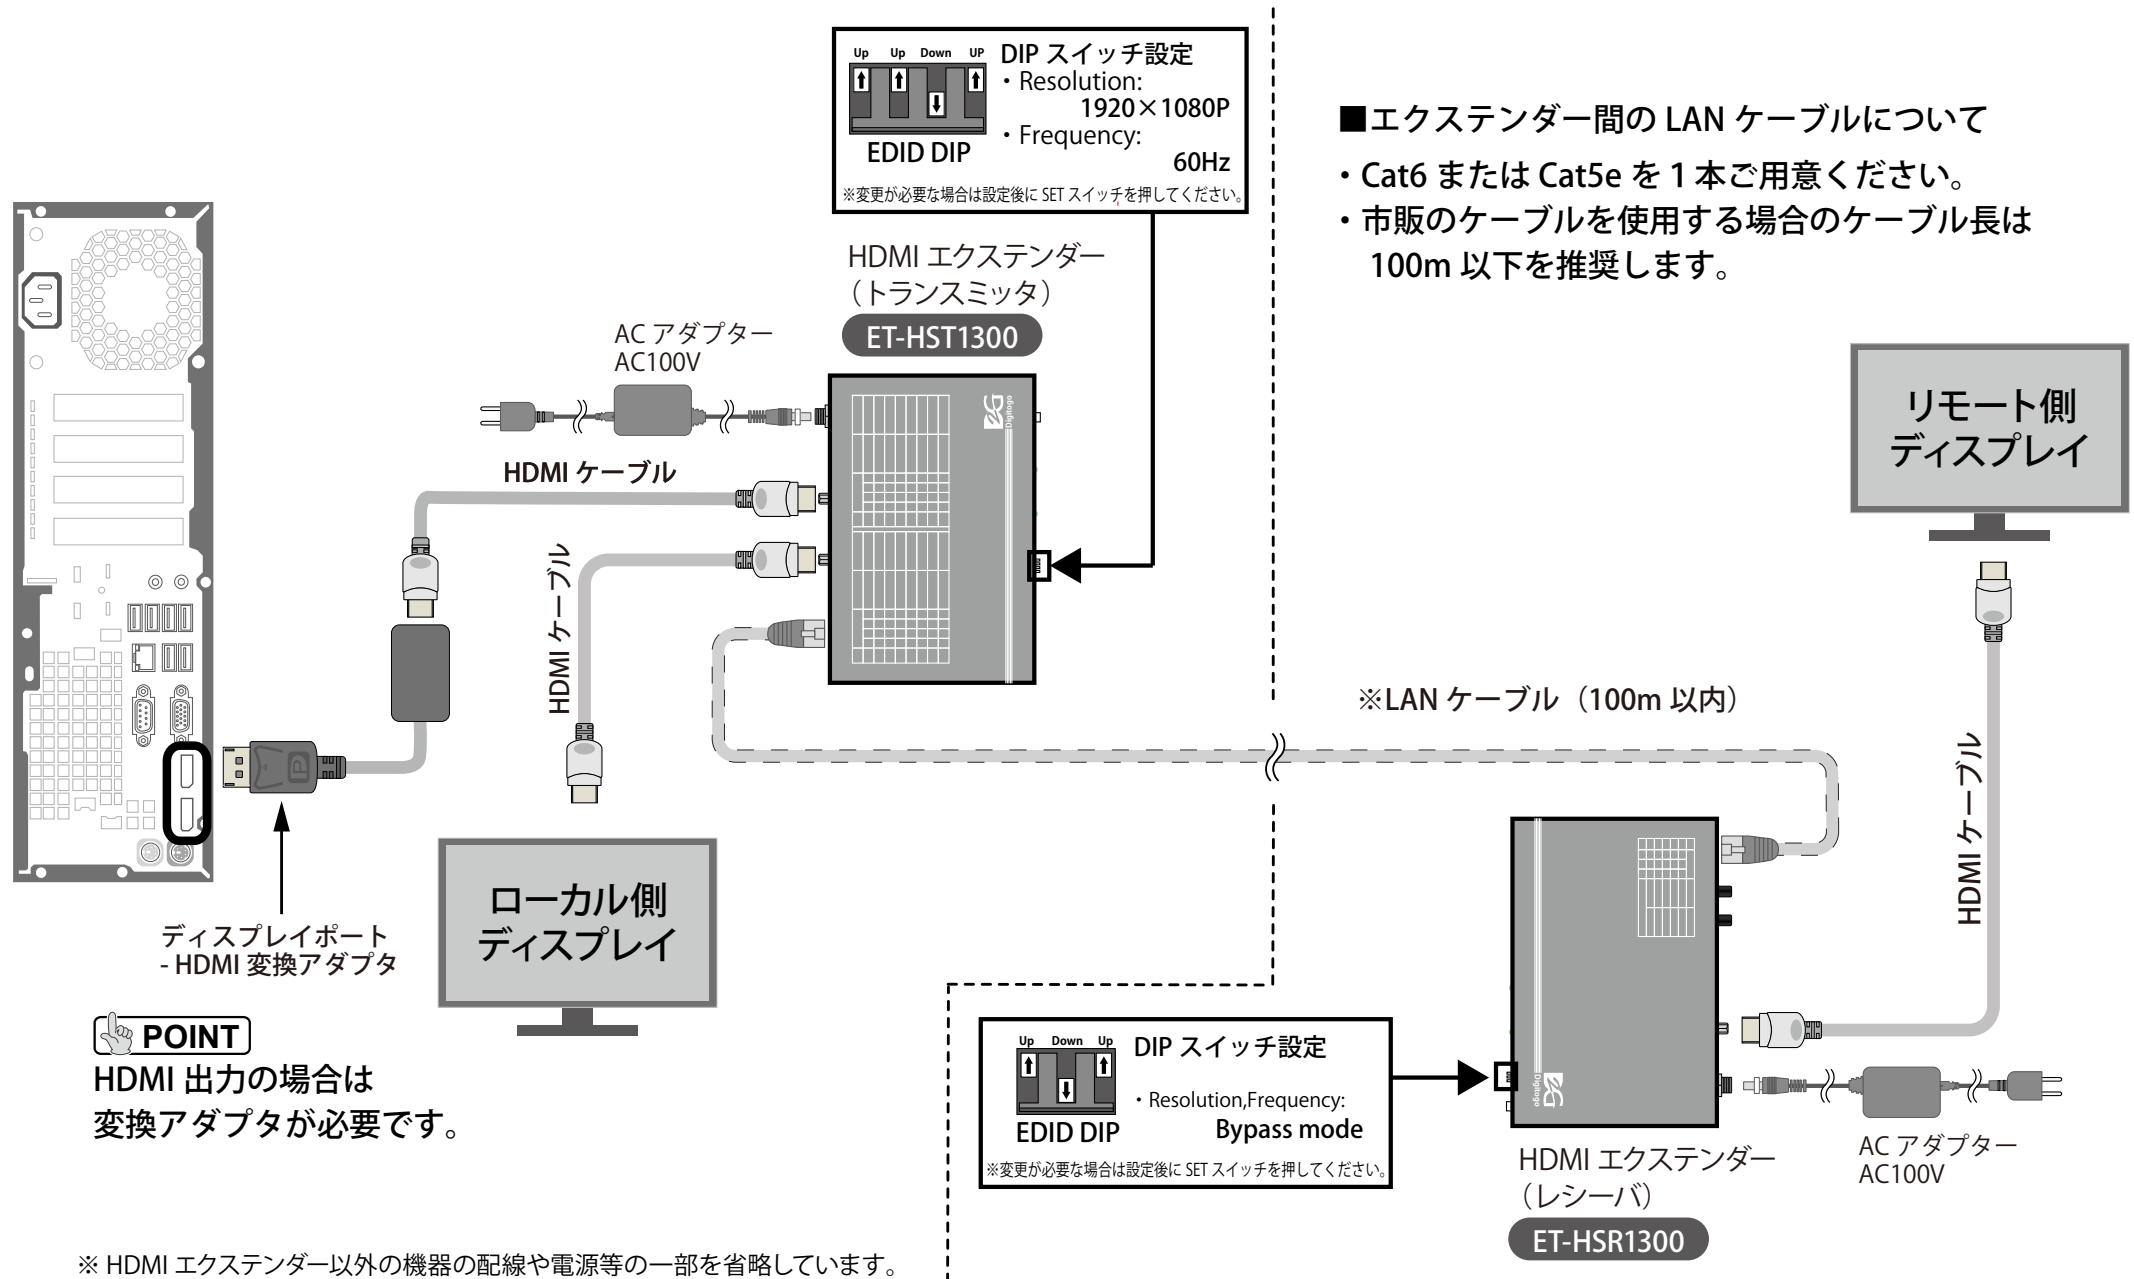 Up Up Down UP
DIP スイッチ設定
・Resolution:
1920×1080P
・Frequency:
60Hz
EDID DIP
※変更が必要な場合は設定後に SET スイッチを押してください。
■エクステンダー間の LAN ケーブルについて
・Cat6 または Cat5e を 1 本ご用意ください。
・市販のケーブルを使用する場合のケーブル長は
100m 以下を推奨します。
HDMI エクステンダー
（トランスミッタ）
ET-HST1300
AC アダプター
AC100V
Digitogo
HDMI ケーブル
HDMI ケーブル
リモート側
ディスプレイ
※LAN ケーブル（100m 以内）
HDMI ケーブル
ローカル側
ディスプレイ
ディスプレイポート
- HDMI 変換アダプタ
POINT
HDMI 出力の場合は
変換アダプタが必要です。
Up Down Up
DIP スイッチ設定
・Resolution,Frequency:
Bypass mode
EDID DIP
※変更が必要な場合は設定後に SET スイッチを押してください。
Digitogo
HDMI エクステンダー
（レシーバ）
ET-HSR1300
AC アダプター
AC100V
※ HDMI エクステンダー以外の機器の配線や電源等の一部を省略しています。